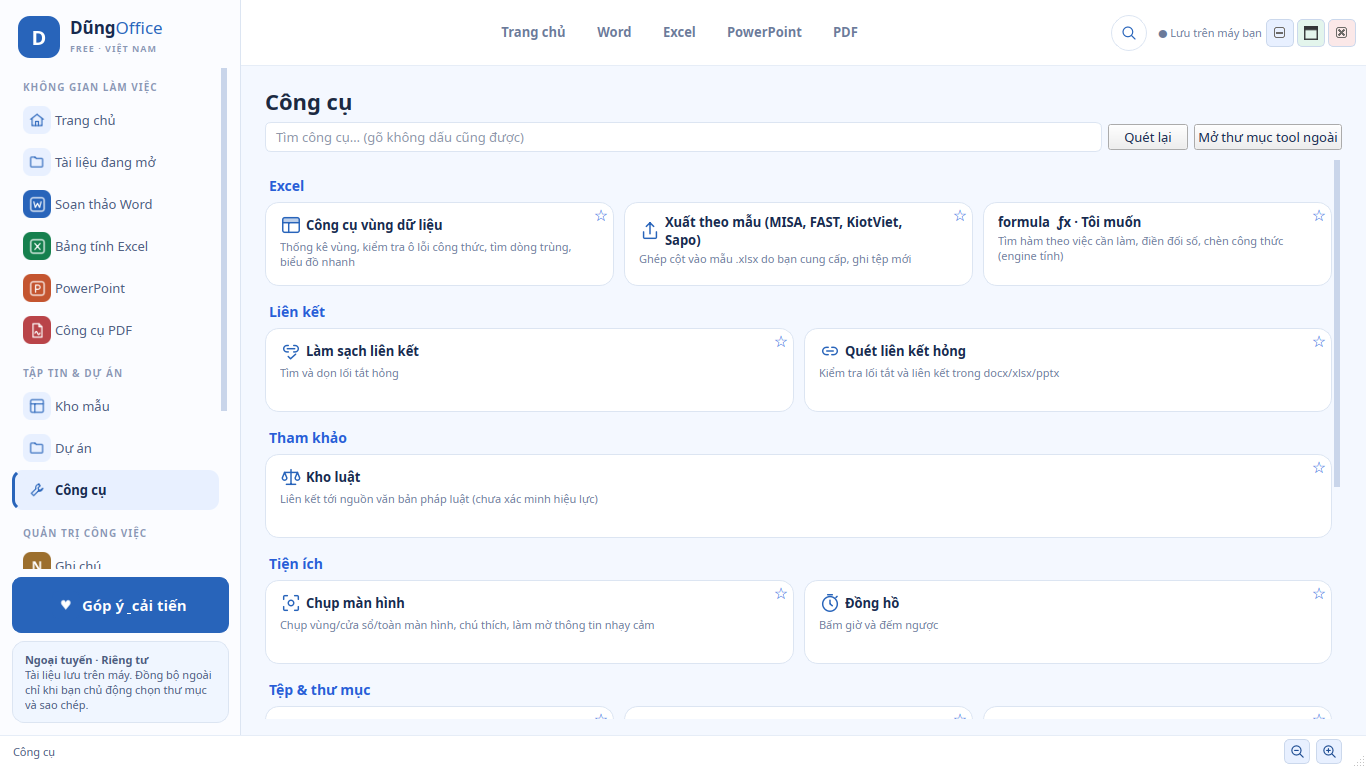 D
DũngOffice
FREE · VIỆT NAM
Trang chủ
Word
Excel
PowerPoint
PDF
Lưu trên máy bạn
KHÔNG GIAN LÀM VIỆC
Trang chủ
Tài liệu đang mở
Soạn thảo Word
Bảng tính Excel
PowerPoint
Công cụ PDF
TẬP TIN & DỰ ÁN
Kho mẫu
Dự án
Công cụ
QUẢN TRỊ CÔNG VIỆC
N Ghi chú
♥ Góp ý_cải tiến
Ngoại tuyến · Riêng tư
Tài liệu lưu trên máy. Đồng bộ ngoài
chỉ khi bạn chủ động chọn thư mục
và sao chép.
Công cụ
Tìm công cụ... (gõ không dấu cũng được)
Quét lại
Mở thư mục tool ngoài
Excel
Công cụ vùng dữ liệu
Thống kê vùng, kiểm tra ô lỗi công thức, tìm dòng trùng,
biểu đồ nhanh
Xuất theo mẫu (MISA, FAST, KiotViet,
Sapo)
Ghép cột vào mẫu .xlsx do bạn cung cấp, ghi tệp mới
formula ƒx · Tôi muốn
Tìm hàm theo việc cần làm, điền đối số, chèn công thức
(engine tính)
Liên kết
Làm sạch liên kết
Tìm và dọn lối tắt hỏng
Quét liên kết hỏng
Kiểm tra lối tắt và liên kết trong docx/xlsx/pptx
Tham khảo
Kho luật
Liên kết tới nguồn văn bản pháp luật (chưa xác minh hiệu lực)
Tiện ích
Chụp màn hình
Chụp vùng/cửa sổ/toàn màn hình, chú thích, làm mờ thông tin nhạy cảm
Đồng hồ
Bấm giờ và đếm ngược
Tệp & thư mục
Công cụ